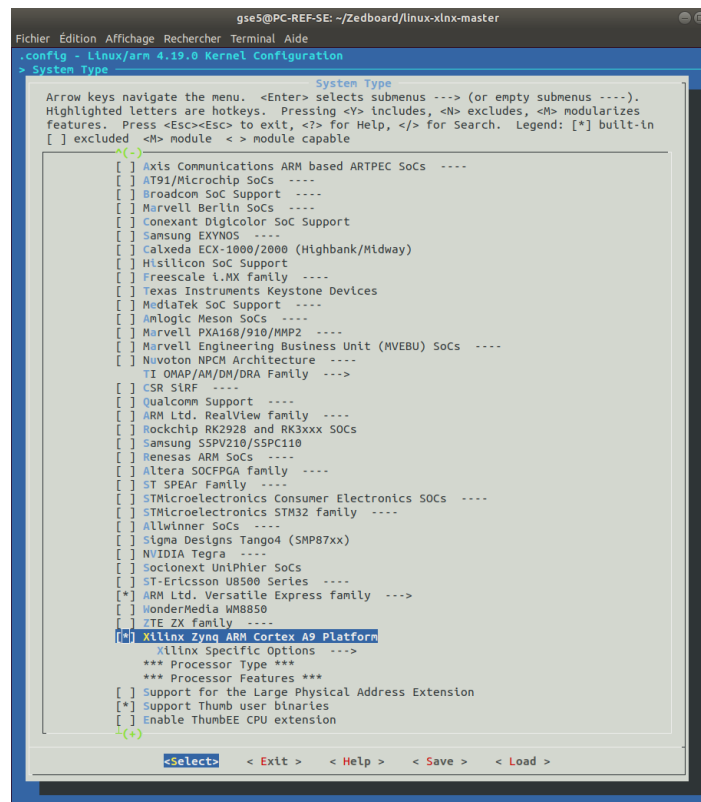 gse5@PC-REF-SE: ~/Zedboard/linux-xlnx-master
Fichier Édition Affichage Rechercher Terminal Aide
.config - Linux/arm 4.19.0 Kernel Configuration
> System Type
System Type
Arrow keys navigate the menu. <Enter> selects submenus ---> (or empty submenus ----).
Highlighted letters are hotkeys. Pressing <Y> includes, <N> excludes, <M> modularizes
features. Press <Esc><Esc> to exit, <?> for Help, </> for Search. Legend: [*] built-in
[ ] excluded <M> module < > module capable
^(-)
[ ] Axis Communications ARM based ARTPEC SoCs ----
[ ] AT91/Microchip SoCs ----
[ ] Broadcom SoC Support ----
[ ] Marvell Berlin SoCs ----
[ ] Conexant Digicolor SoC Support
[ ] Samsung EXYNOS ----
[ ] Calxeda ECX-1000/2000 (Highbank/Midway)
[ ] Hisilicon SoC Support
[ ] Freescale i.MX family ----
[ ] Texas Instruments Keystone Devices
[ ] MediaTek SoC Support ----
[ ] Amlogic Meson SoCs ----
[ ] Marvell PXA168/910/MMP2 ----
[ ] Marvell Engineering Business Unit (MVEBU) SoCs ----
[ ] Nuvoton NPCM Architecture ----
TI OMAP/AM/DM/DRA Family --->
[ ] CSR SiRF ----
[ ] Qualcomm Support ----
[ ] ARM Ltd. RealView family ----
[ ] Rockchip RK2928 and RK3xxx SOCs
[ ] Samsung S5PV210/S5PC110
[ ] Renesas ARM SoCs ----
[ ] Altera SOCFPGA family ----
[ ] ST SPEAr Family ----
[ ] STMicroelectronics Consumer Electronics SOCs ----
[ ] STMicroelectronics STM32 family ----
[ ] Allwinner SoCs ----
[ ] Sigma Designs Tango4 (SMP87xx)
[ ] NVIDIA Tegra ----
[ ] Socionext UniPhier SoCs
[ ] ST-Ericsson U8500 Series ----
[*] ARM Ltd. Versatile Express family --->
[ ] WonderMedia WM8850
[ ] ZTE ZX family ----
[*] Xilinx Zynq ARM Cortex A9 Platform
Xilinx Specific Options --->
*** Processor Type ***
*** Processor Features ***
[ ] Support for the Large Physical Address Extension
[*] Support Thumb user binaries
[ ] Enable ThumbEE CPU extension
(+)
<Select> < Exit > < Help > < Save > < Load >